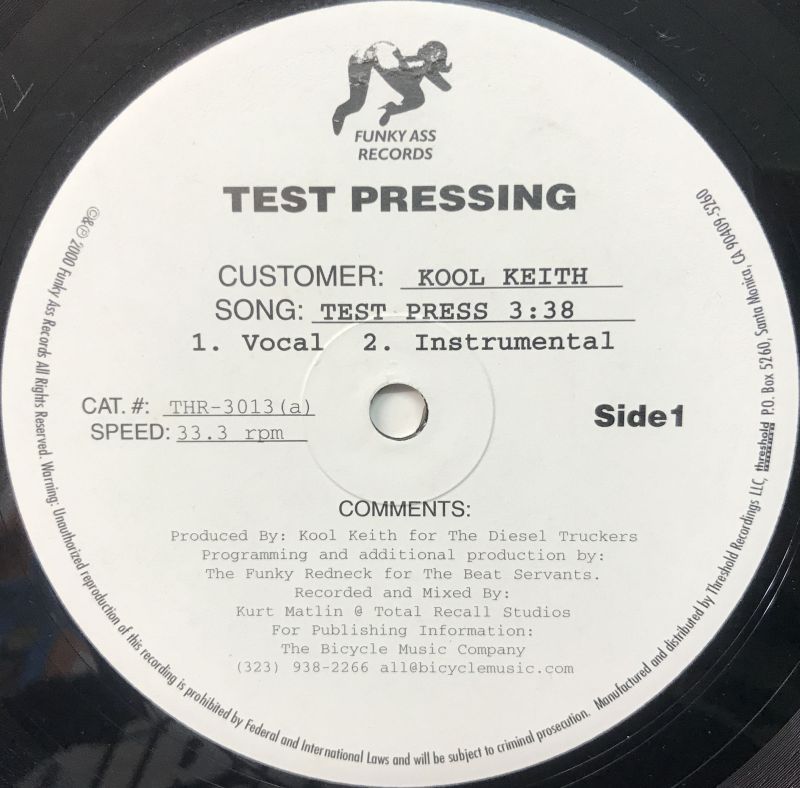 FUNKY ASS
RECORDS
TEST PRESSING
CUSTOMER: KOOL KEITH
SONG: TEST PRESS 3:38
1. Vocal 2. Instrumental
CAT. #: THR-3013(a)
SPEED: 33.3 rpm
Side 1
COMMENTS:
Produced By: Kool Keith for The Diesel Truckers
Programming and additional production by:
The Funky Redneck for The Beat Servants.
Recorded and Mixed By:
Kurt Matlin @ Total Recall Studios
For Publishing Information:
The Bicycle Music Company
(323) 938-2266 all@bicyclemusic.com
©&℗ 2000 Funky Ass Records All Rights Reserved. Warning: Unauthorized reproduction of this recording is prohibited by Federal and International Laws and will be subject to criminal prosecution. Manufactured and distributed by Threshold Recordings LLC, threshold P.O. Box 5260, Santa Monica, CA 90409-5260